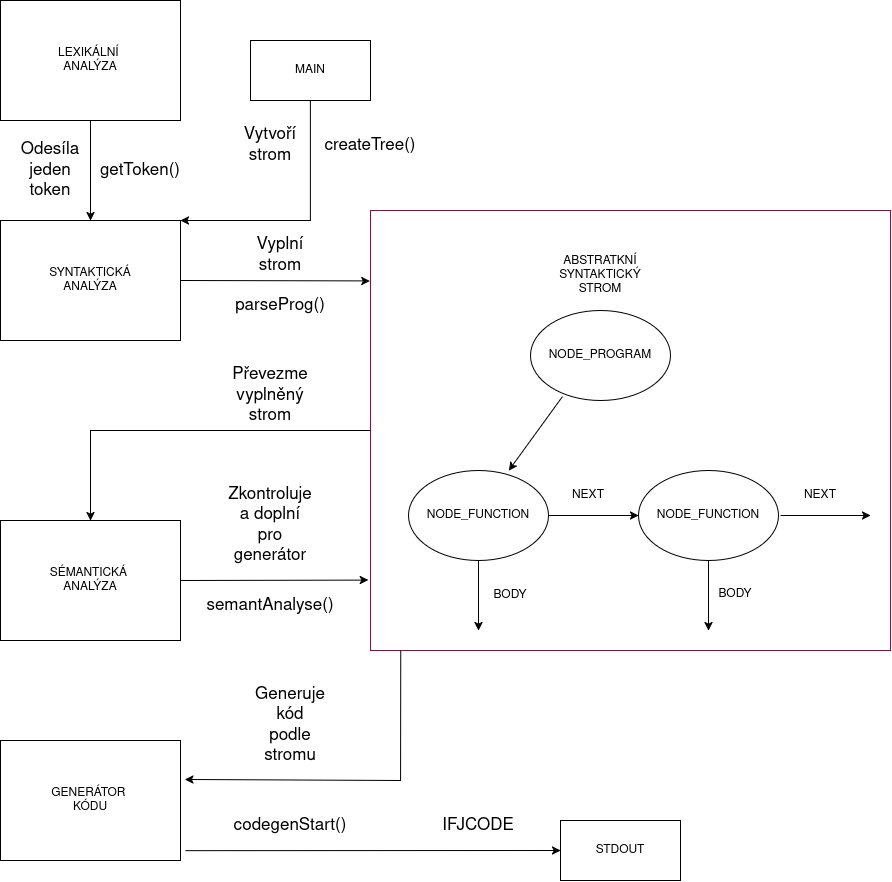 LEXIKÁLNÍ
ANALÝZA
MAIN
Odesíla
jeden
token
getToken()
Vytvoří
strom
createTree()
SYNTAKTICKÁ
ANALÝZA
Vyplní
strom
parseProg()
ABSTRATKNÍ
SYNTAKTICKÝ
STROM
NODE_PROGRAM
Převezme
vyplněný
strom
NODE_FUNCTION
NEXT
NODE_FUNCTION
NEXT
BODY
BODY
Zkontroluje
a doplní
pro
generátor
SÉMANTICKÁ
ANALÝZA
semantAnalyse()
Generuje
kód
podle
stromu
GENERÁTOR
KÓDU
codegenStart()
IFJCODE
STDOUT